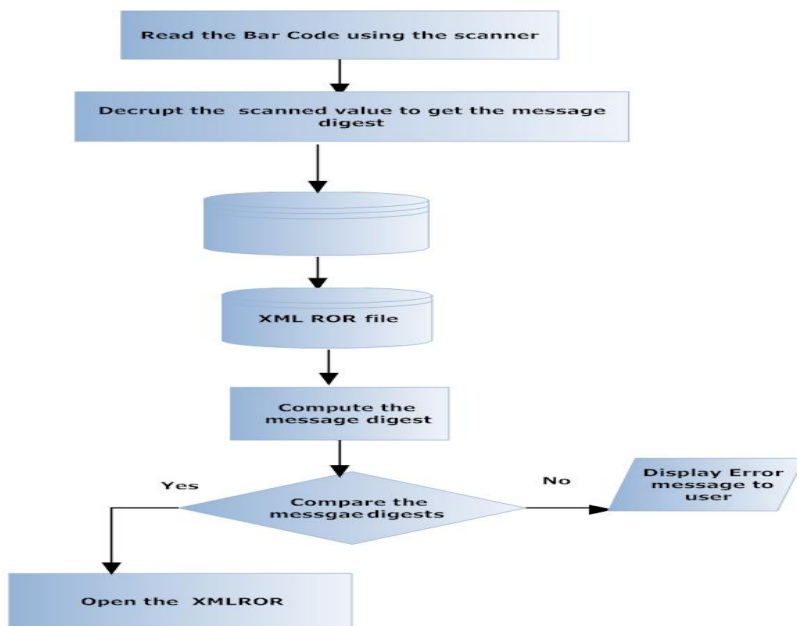 Read the Bar Code using the scanner
Decrupt the scanned value to get the message
digest
XML ROR file
Compute the
message digest
Yes
No
Compare the
messgae digests
Display Error
message to
user
Open the XMLROR